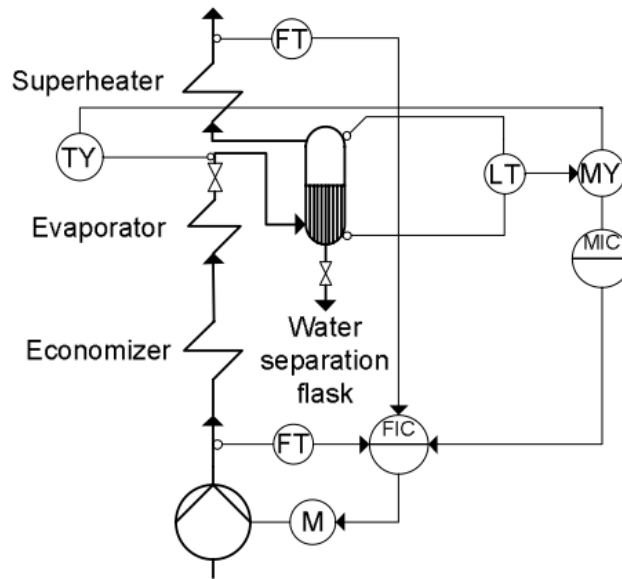 FT
Superheater
TY
LT
MY
Evaporator
MIC
Economizer
Water
separation
flask
FIC
FT
M